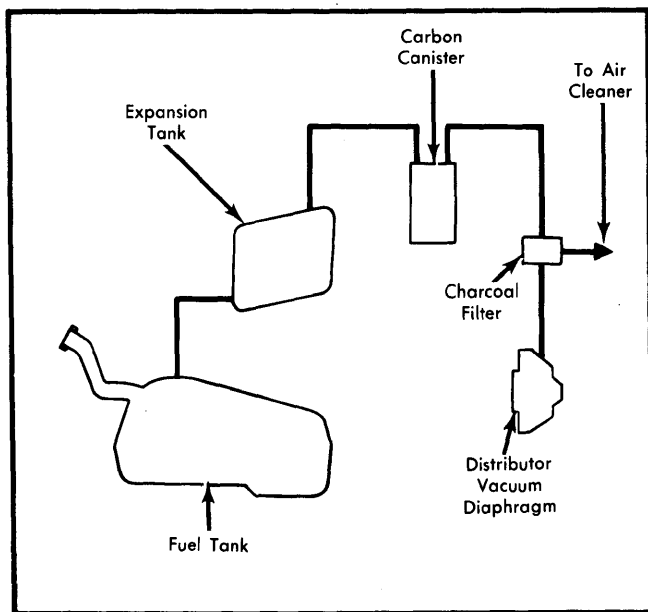 Carbon
Canister
To Air
Cleaner
Expansion
Tank
Charcoal
Filter
Distributor
Vacuum
Diaphragm
Fuel Tank